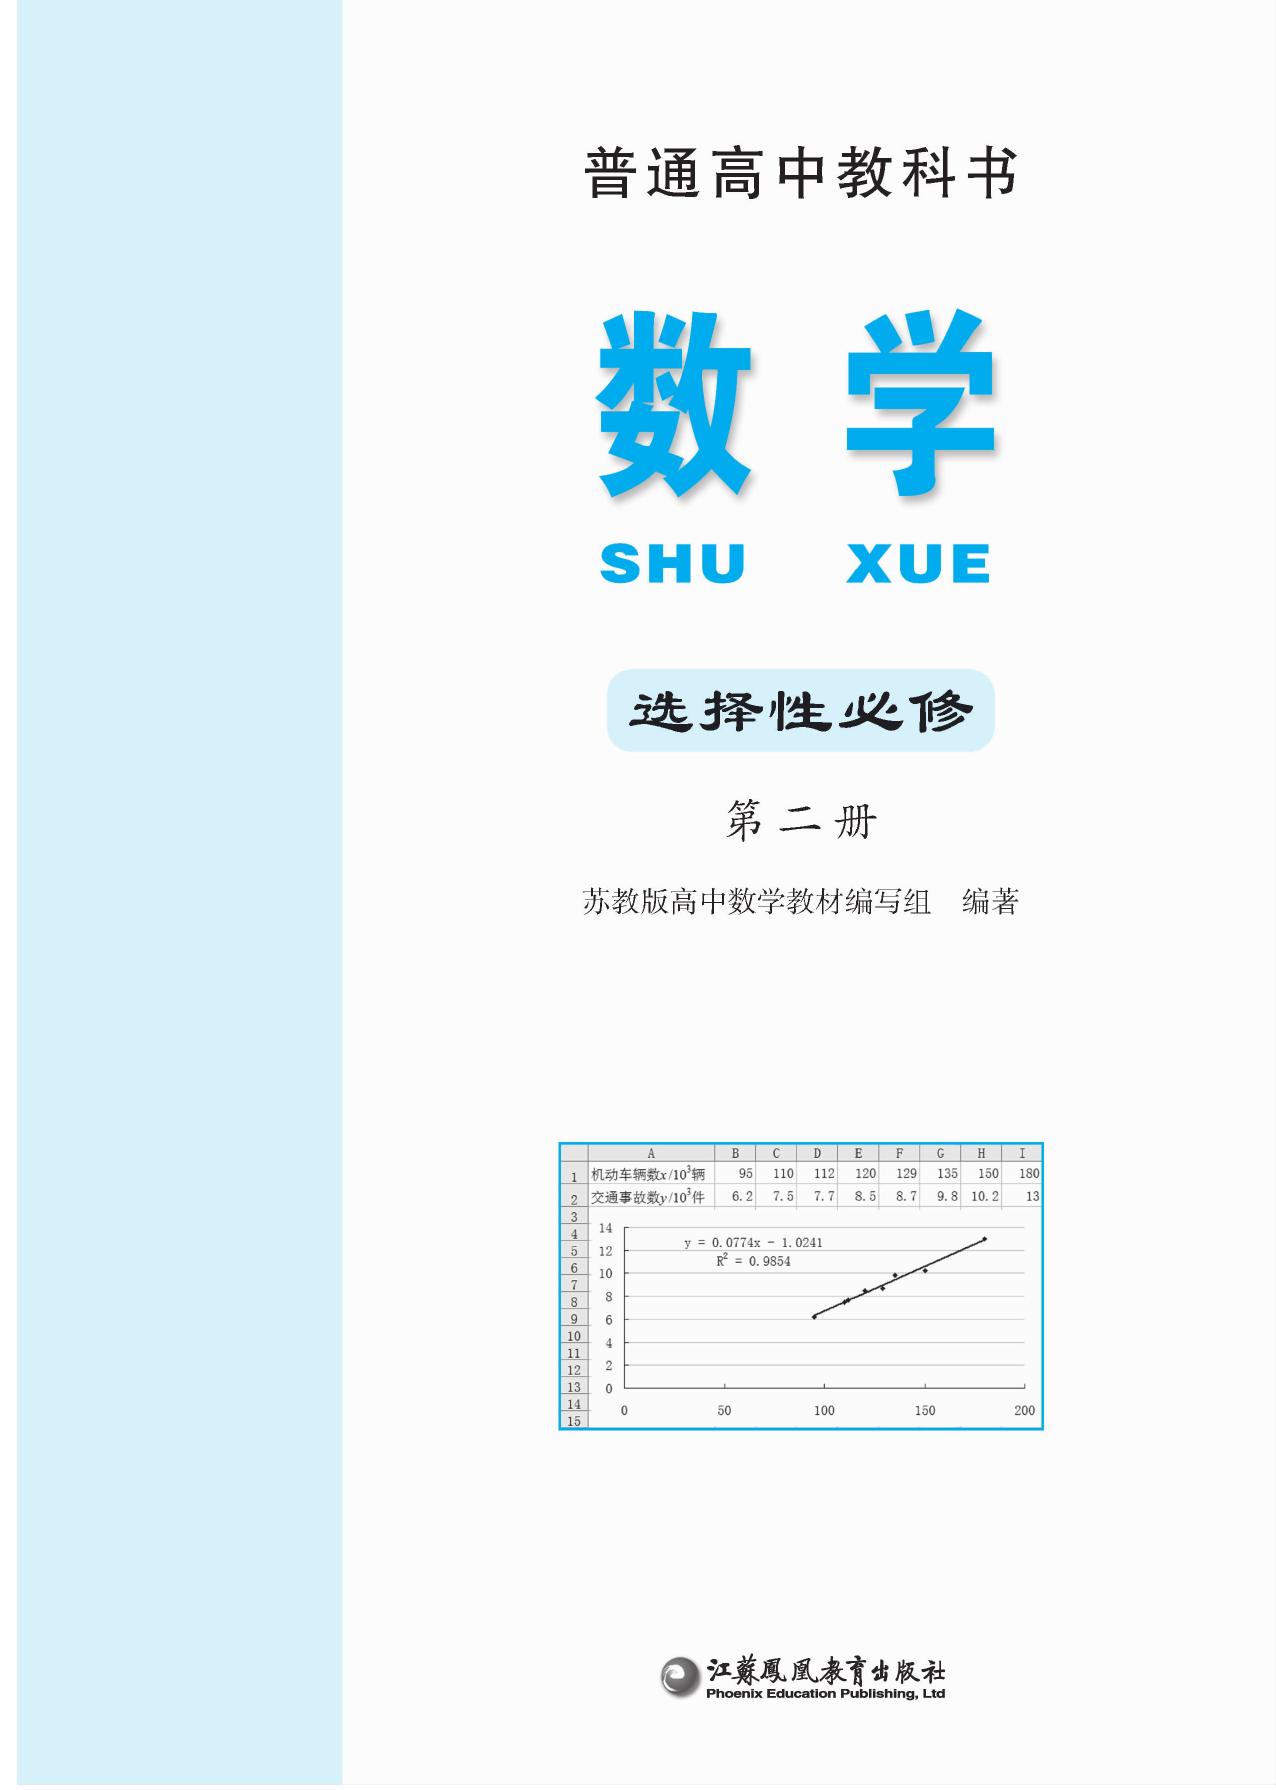 普通高中教科书
数 学
SHU XUE
选择性必修
第二册
苏教版高中数学教材编写组 编著
A B C D E F G H I
1 机动车辆数x/10³辆 95 110 112 120 129 135 150 180
2 交通事故数y/10³件 6.2 7.5 7.7 8.5 8.7 9.8 10.2 13
3
4
5
6
7
8
9
10
11
12
13
14
15
14
12
10
8
6
4
2
0
y = 0.0774x - 1.0241
R² = 0.9854
0 50 100 150 200
江蘇鳳凰教育出版社
Phoenix Education Publishing, Ltd